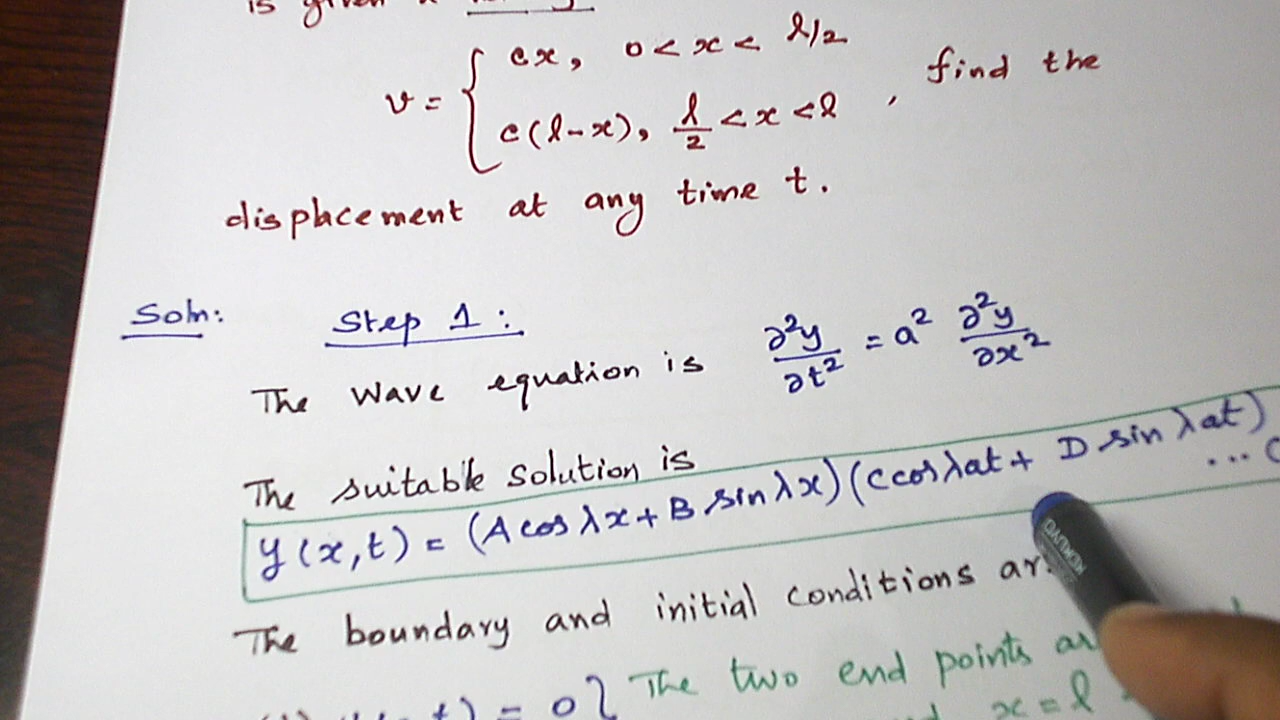 is given a
v = { cx, 0 < x < l/2
c(l-x), l/2 < x < l , find the
displacement at any time t.
Soln: Step 1:
The Wave equation is ∂²y/∂t² = a² ∂²y/∂x²
The suitable solution is
y(x,t) = (A cos λx + B sin λx)(C cos λat + D sin λat)
...
The boundary and initial conditions
The two end points
x = l